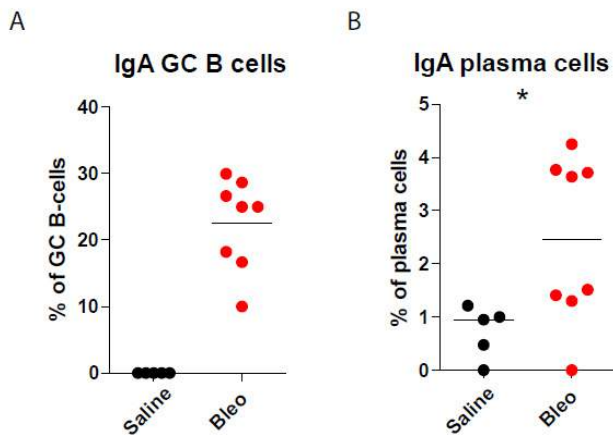 A
IgA GC B cells
% of GC B-cells
40
30
20
10
0
Saline
Bleo
B
IgA plasma cells
*
% of plasma cells
5
4
3
2
1
0
Saline
Bleo